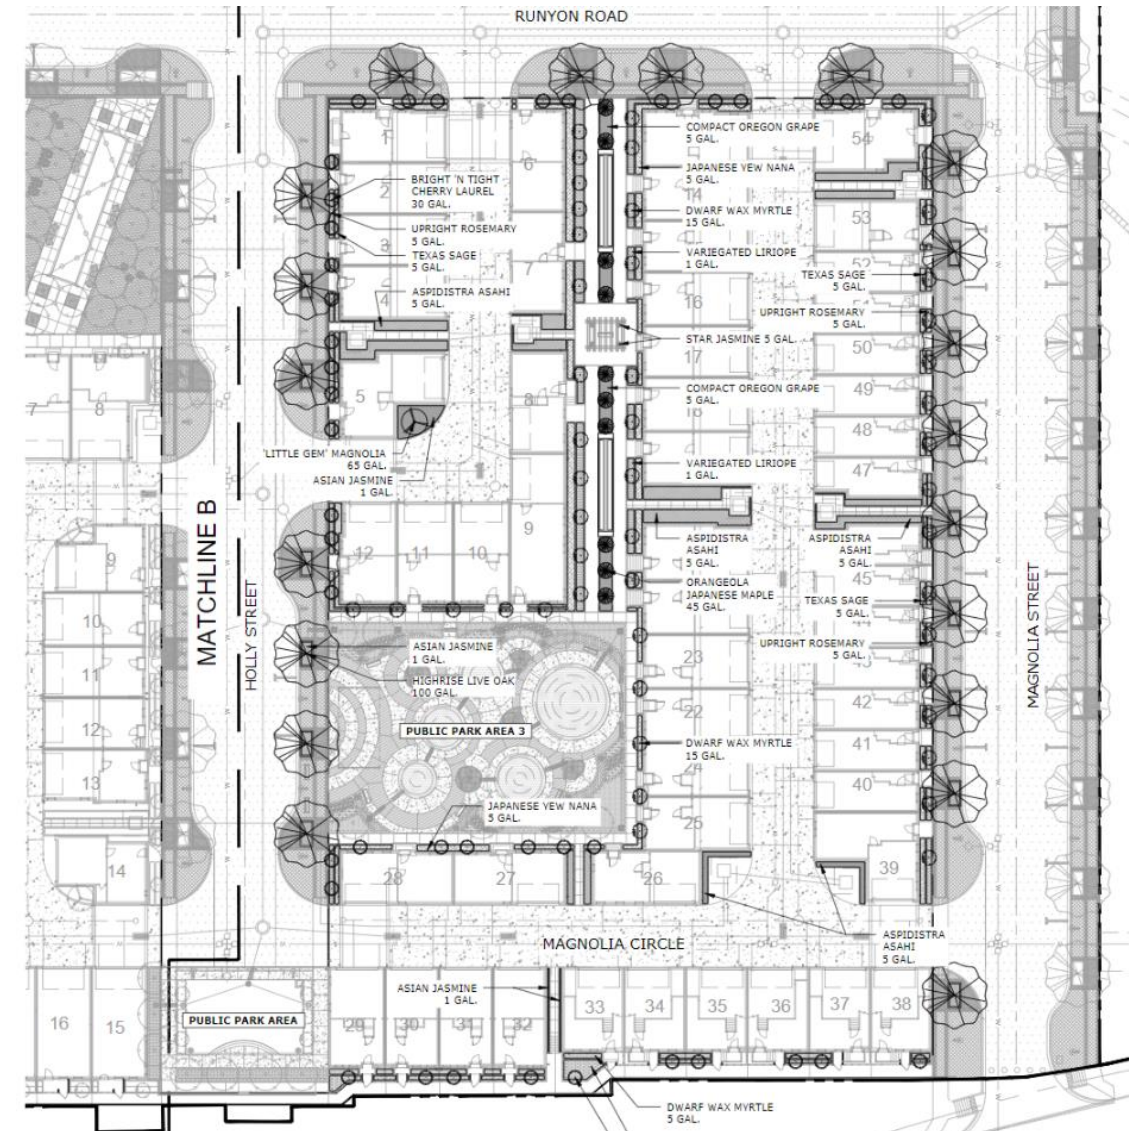 RUNYON ROAD
COMPACT OREGON GRAPE
5 GAL.
54
1
6
BRIGHT 'N TIGHT
CHERRY LAUREL
30 GAL.
2
JAPANESE YEW NANA
5 GAL.
14
DWARF WAX MYRTLE
15 GAL.
53
UPRIGHT ROSEMARY
5 GAL.
3
TEXAS SAGE
5 GAL.
7
VARIEGATED LIRIOPE
1 GAL.
52
TEXAS SAGE
5 GAL.
ASPIDISTRA ASAHI
5 GAL.
4
16
UPRIGHT ROSEMARY
5 GAL.
STAR JASMINE 5 GAL.
17
50
7
8
5
8
COMPACT OREGON GRAPE
5 GAL.
49
18
48
'LITTLE GEM' MAGNOLIA
65 GAL.
ASIAN JASMINE
1 GAL.
VARIEGATED LIRIOPE
1 GAL.
47
MATCHLINE B
HOLLY STREET
9
12
11
10
9
ASPIDISTRA
ASAHI
5 GAL.
ASPIDISTRA
ASAHI
5 GAL.
ORANGEOLA
JAPANESE MAPLE
45 GAL.
45
TEXAS SAGE
5 GAL.
MAGNOLIA STREET
10
ASIAN JASMINE
1 GAL.
HIGHRISE LIVE OAK
100 GAL.
23
UPRIGHT ROSEMARY
5 GAL.
43
11
22
42
12
PUBLIC PARK AREA 3
DWARF WAX MYRTLE
15 GAL.
24
41
13
40
JAPANESE YEW NANA
5 GAL.
25
14
28
27
26
39
ASPIDISTRA
ASAHI
5 GAL.
MAGNOLIA CIRCLE
ASIAN JASMINE
1 GAL.
16
15
PUBLIC PARK AREA
29
30
31
32
33
34
35
36
37
38
DWARF WAX MYRTLE
5 GAL.